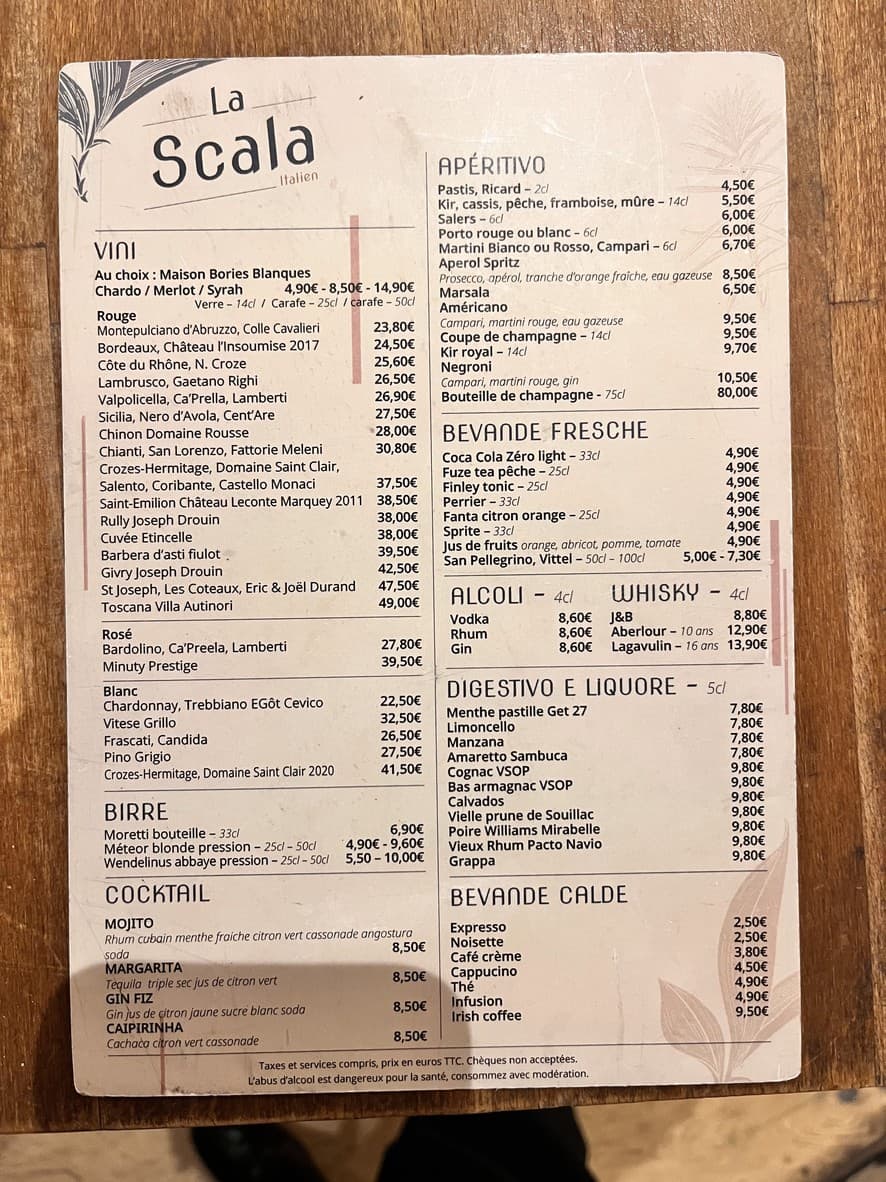 La
Scala
Italien
VINI
Au choix : Maison Bories Blanques
Chardo / Merlot / Syrah 4,90€ - 8,50€ - 14,90€
Verre – 14cl / Carafe – 25cl / carafe – 50cl
Rouge
Montepulciano d'Abruzzo, Colle Cavalieri 23,80€
Bordeaux, Château l'Insoumise 2017 24,50€
Côte du Rhône, N. Croze 25,60€
Lambrusco, Gaetano Righi 26,50€
Valpolicella, Ca'Prella, Lamberti 26,90€
Sicilia, Nero d'Avola, Cent'Are 27,50€
Chinon Domaine Rousse 28,00€
Chianti, San Lorenzo, Fattorie Meleni 30,80€
Crozes-Hermitage, Domaine Saint Clair,
Salento, Coribante, Castello Monaci 37,50€
Saint-Emilion Château Leconte Marquey 2011 38,50€
Rully Joseph Drouin 38,00€
Cuvée Etincelle 38,00€
Barbera d'asti fiulot 39,50€
Givry Joseph Drouin 42,50€
St Joseph, Les Coteaux, Eric & Joël Durand 47,50€
Toscana Villa Autinori 49,00€
Rosé
Bardolino, Ca'Preela, Lamberti 27,80€
Minuty Prestige 39,50€
Blanc
Chardonnay, Trebbiano EGôt Cevico 22,50€
Vitese Grillo 32,50€
Frascati, Candida 26,50€
Pino Grigio 27,50€
Crozes-Hermitage, Domaine Saint Clair 2020 41,50€
BIRRE
Moretti bouteille – 33cl 6,90€
Météor blonde pression – 25cl – 50cl 4,90€ - 9,60€
Wendelinus abbaye pression – 25cl – 50cl 5,50 – 10,00€
COCKTAIL
MOJITO
Rhum cubain menthe fraiche citron vert cassonade angostura
soda 8,50€
MARGARITA
Tequila triple sec jus de citron vert 8,50€
GIN FIZ
Gin jus de citron jaune sucre blanc soda 8,50€
CAIPIRINHA
Cachaca citron vert cassonade 8,50€
APÉRITIVO
Pastis, Ricard – 2cl 4,50€
Kir, cassis, pêche, framboise, mûre – 14cl 5,50€
Salers – 6cl 6,00€
Porto rouge ou blanc – 6cl 6,00€
Martini Bianco ou Rosso, Campari – 6cl 6,70€
Aperol Spritz
Prosecco, apérol, tranche d'orange fraîche, eau gazeuse 8,50€
Marsala 6,50€
Américano
Campari, martini rouge, eau gazeuse 9,50€
Coupe de champagne – 14cl 9,50€
Kir royal – 14cl 9,70€
Negroni
Campari, martini rouge, gin 10,50€
Bouteille de champagne - 75cl 80,00€
BEVANDE FRESCHE
Coca Cola Zéro light – 33cl 4,90€
Fuze tea pêche – 25cl 4,90€
Finley tonic – 25cl 4,90€
Perrier – 33cl 4,90€
Fanta citron orange – 25cl 4,90€
Sprite – 33cl 4,90€
Jus de fruits orange, abricot, pomme, tomate 4,90€
San Pellegrino, Vittel – 50cl – 100cl 5,00€ - 7,30€
ALCOLI – 4cl
Vodka 8,60€
Rhum 8,60€
Gin 8,60€
WHISKY – 4cl
J&B 8,80€
Aberlour – 10 ans 12,90€
Lagavulin – 16 ans 13,90€
DIGESTIVO E LIQUORE – 5cl
Menthe pastille Get 27 7,80€
Limoncello 7,80€
Manzana 7,80€
Amaretto Sambuca 7,80€
Cognac VSOP 9,80€
Bas armagnac VSOP 9,80€
Calvados 9,80€
Vielle prune de Souillac 9,80€
Poire Williams Mirabelle 9,80€
Vieux Rhum Pacto Navio 9,80€
Grappa 9,80€
BEVANDE CALDE
Expresso 2,50€
Noisette 2,50€
Café crème 3,80€
Cappucino 4,50€
Thé 4,90€
Infusion 4,90€
Irish coffee 9,50€
Taxes et services compris, prix en euros TTC. Chèques non acceptées.
L'abus d'alcool est dangereux pour la santé, consommez avec modération.